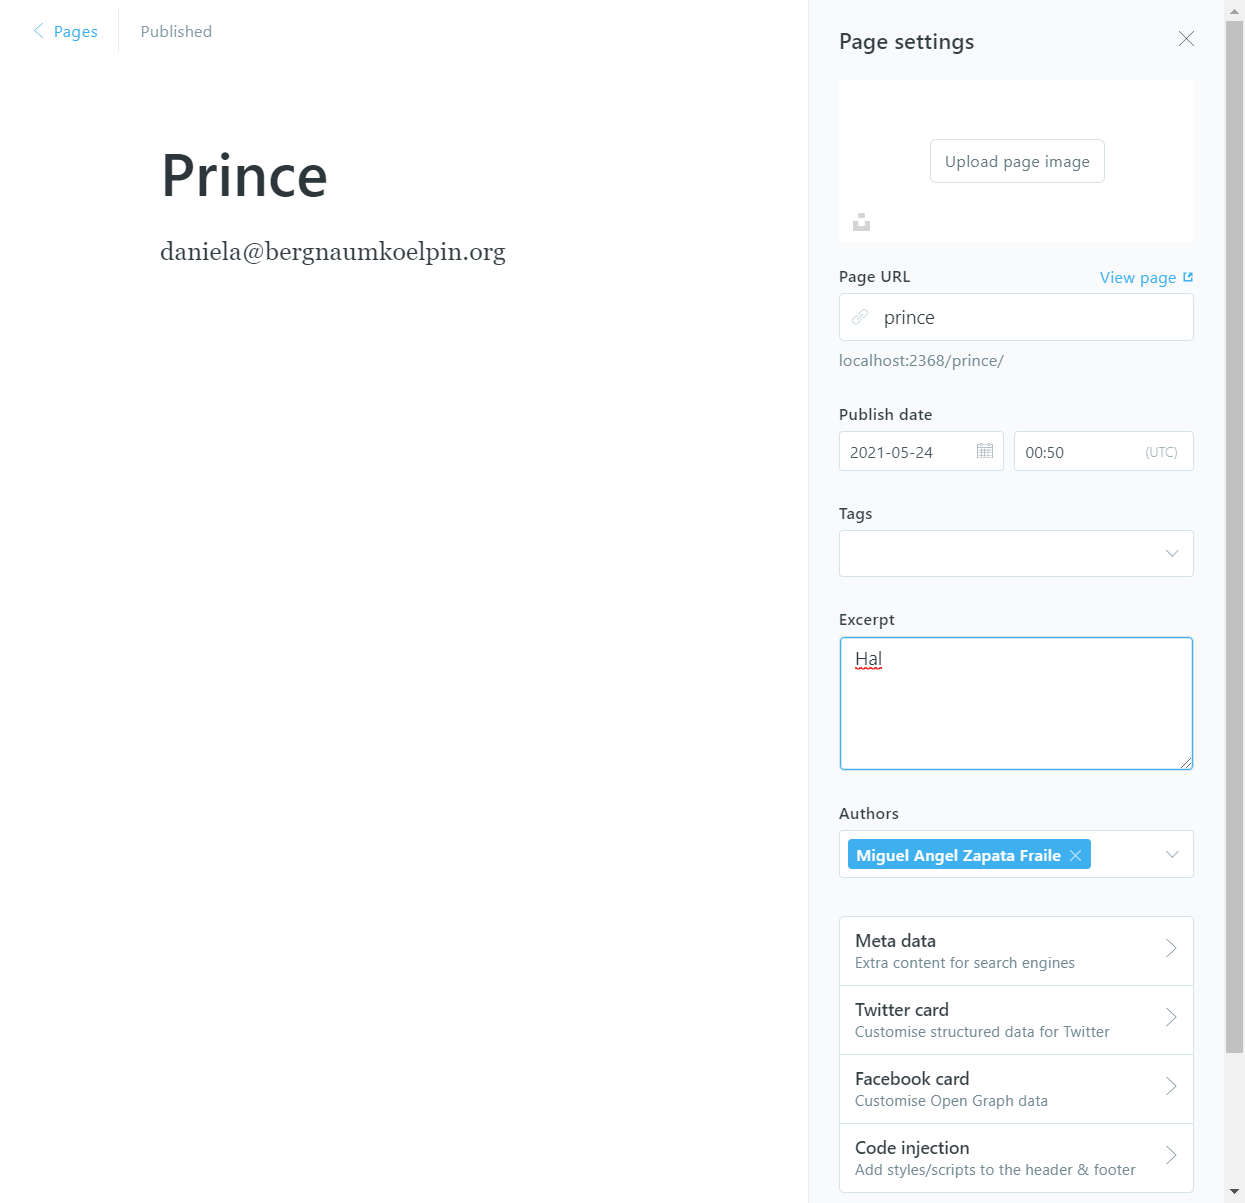 Pages
Published
Prince
daniela@bergnaumkoelpin.org
Page settings
Upload page image
Page URL
View page
prince
localhost:2368/prince/
Publish date
2021-05-24
00:50
(UTC)
Tags
Excerpt
Hal
Authors
Miguel Angel Zapata Fraile
Meta data
Extra content for search engines
Twitter card
Customise structured data for Twitter
Facebook card
Customise Open Graph data
Code injection
Add styles/scripts to the header & footer